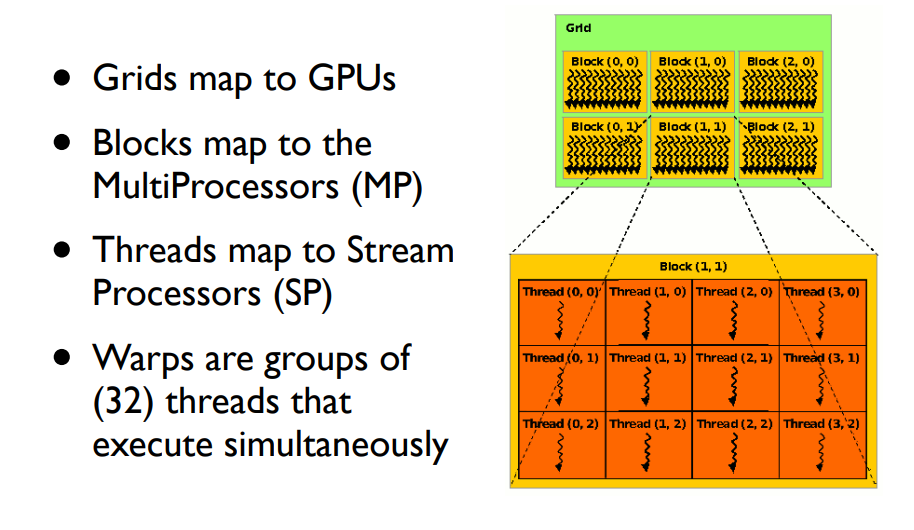 • Grids map to GPUs
• Blocks map to the
MultiProcessors (MP)
• Threads map to Stream
Processors (SP)
• Warps are groups of
(32) threads that
execute simultaneously
Grid
Block (0, 0) Block (1, 0) Block (2, 0)
Block (0, 1) Block (1, 1) Block (2, 1)
Block (1, 1)
Thread (0, 0) Thread (1, 0) Thread (2, 0) Thread (3, 0)
Thread (0, 1) Thread (1, 1) Thread (2, 1) Thread (3, 1)
Thread (0, 2) Thread (1, 2) Thread (2, 2) Thread (3, 2)